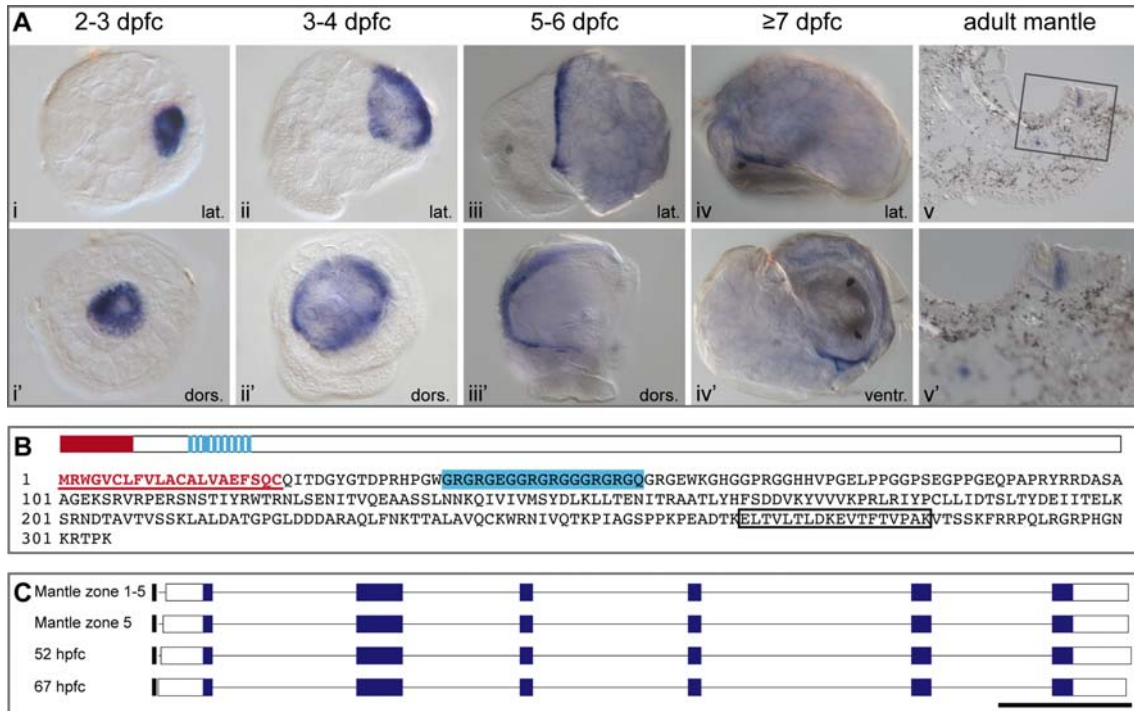 A 2-3 dpfc 3-4 dpfc 5-6 dpfc ≥7 dpfc adult mantle
i lat. ii lat. iii lat. iv lat. v
i' dors. ii' dors. iii' dors. iv' ventr. v'
B
1 MRWGVCLFVLACALVAEFSQCQITDGYGTDPRHPGWGRGRGEGGRGRGGGRGRGQGRGEWKGHGGPRGGHHVPGELPPGGPSEGPPGEQPAPRYRRDASA
101 AGEKSRVRPERSNSTIYRWTRNLSENITVQEAASSLNNKQIVIVMSYDLKLLTENITRAATLYHFSDDVKYVVVKPRLRIYPCLLIDTSLTYDEIITELK
201 SRNDTAVTVSSKLALDATGPGLDDDARAQLFNKTTALAVQCKWRNIVQTKPIAGSPPKPEADTKELTVLTLDKEVTFTVPAKVTSSKFRRPQLRGRPHGN
301 KRTPK
C Mantle zone 1-5
Mantle zone 5
52 hpfc
67 hpfc